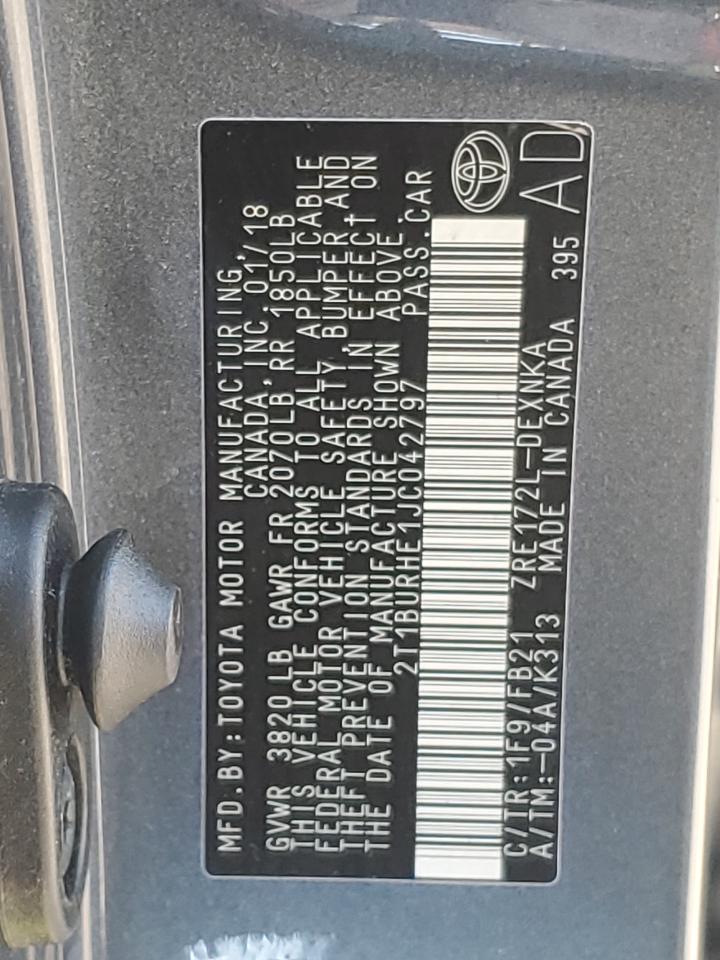 MFD.BY:TOYOTA MOTOR MANUFACTURING,
CANADA, INC. 01/18
GVWR 3820LB GAWR FR 2070LB RR 1850LB
THIS VEHICLE CONFORMS TO ALL APPLICABLE
FEDERAL MOTOR VEHICLE SAFETY, BUMPER AND
THEFT PREVENTION STANDARDS IN EFFECT ON
THE DATE OF MANUFACTURE SHOWN ABOVE.
2T1BURHE1JC042797 PASS.CAR
C/TR:1F9/FB21 ZRE172L-DEXNKA
A/TM:-04A/K313 MADE IN CANADA 395
AD